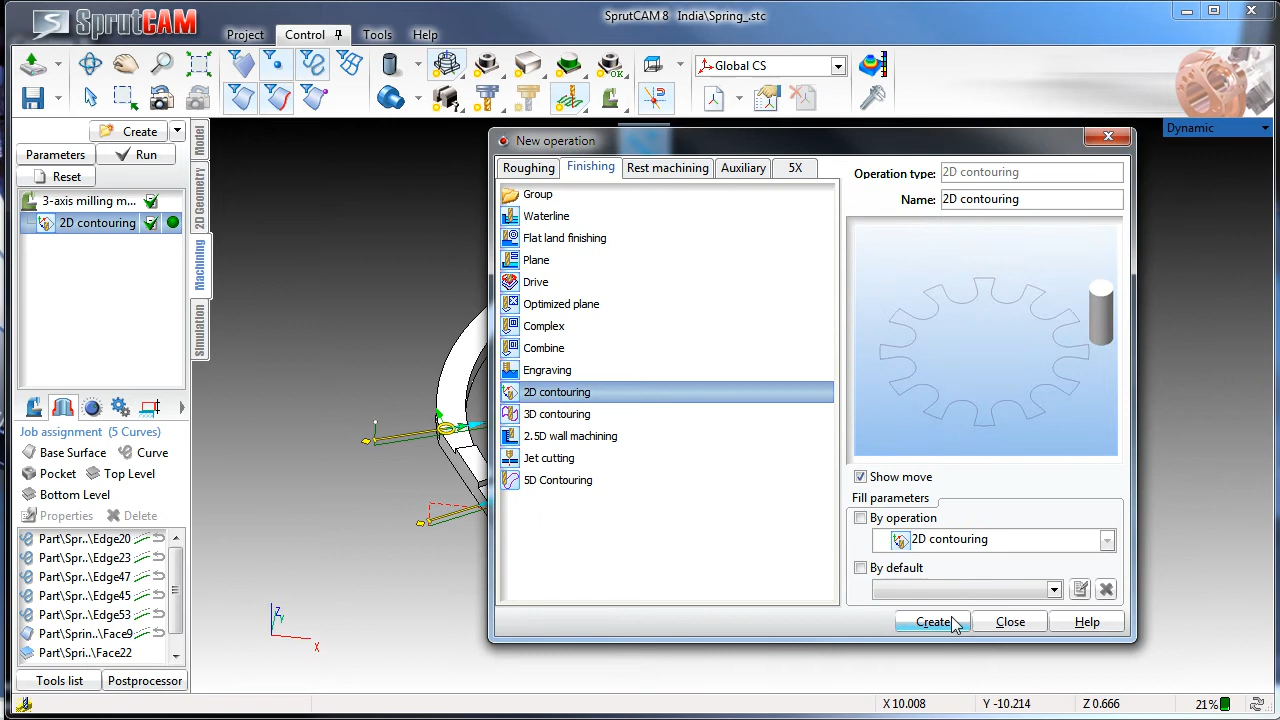 SprutCAM
SprutCAM 8 India\Spring_.stc
Project
Control
Tools
Help
Global CS
Dynamic
Create
Parameters
Run
Reset
3-axis milling m...
2D contouring
Model
2D Geometry
Machining
Simulation
Job assignment (5 Curves)
Base Surface
Curve
Pocket
Top Level
Bottom Level
Properties
Delete
Part\Spr..\Edge20
Part\Spr..\Edge23
Part\Spr..\Edge47
Part\Spr..\Edge45
Part\Spr..\Edge53
Part\Sprin..\Face9
Part\Spr..\Face22
Tools list
Postprocessor
New operation
Roughing
Finishing
Rest machining
Auxiliary
5X
Group
Waterline
Flat land finishing
Plane
Drive
Optimized plane
Complex
Combine
Engraving
2D contouring
3D contouring
2.5D wall machining
Jet cutting
5D Contouring
Operation type:
2D contouring
Name:
2D contouring
Show move
Fill parameters
By operation
2D contouring
By default
Create
Close
Help
Z
Y
X
OK
X 10.008
Y -10.214
Z 0.666
21%